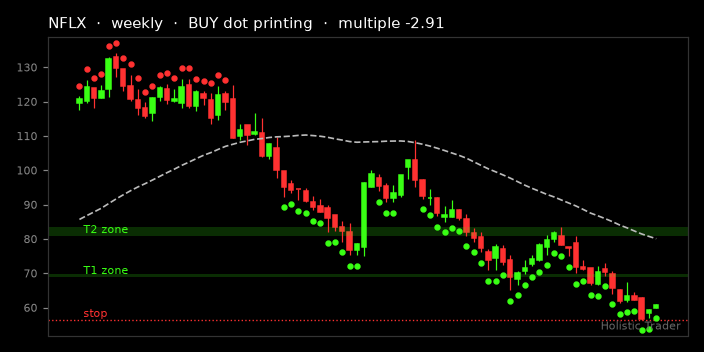 NFLX · weekly · BUY dot printing · multiple -2.91
130
120
110
100
90
80
70
60
T2 zone
T1 zone
stop
Holistic Trader